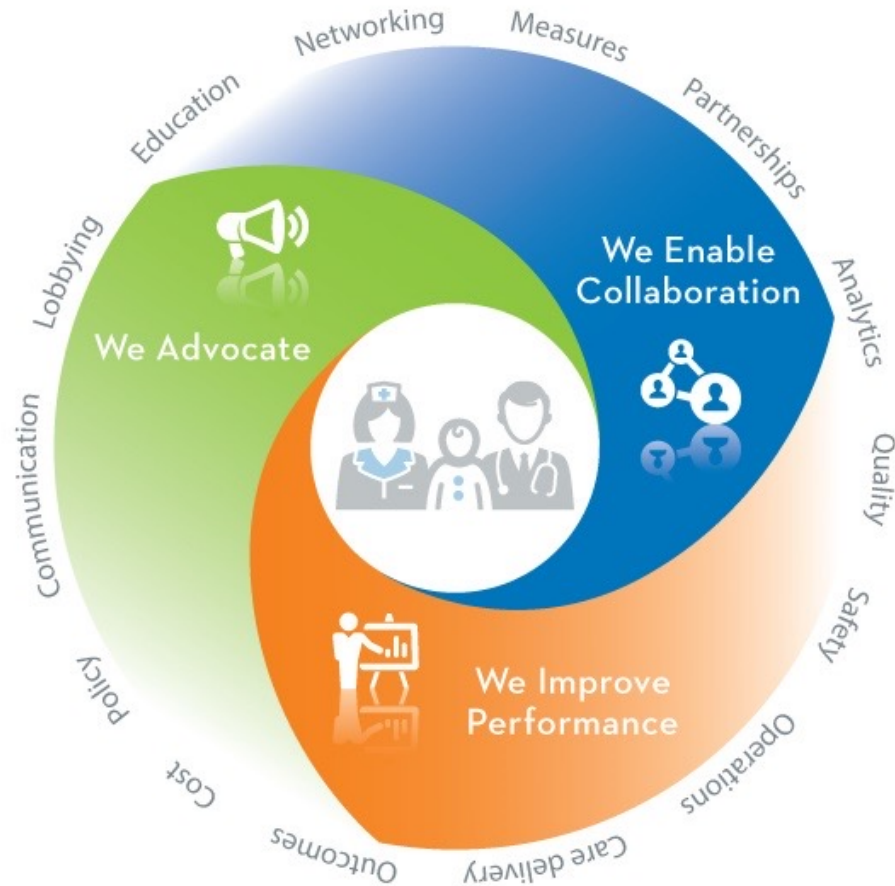 Networking
Measures
Partnerships
Analytics
Quality
Safety
Operations
Care delivery
Outcomes
Cost
Policy
Communication
Lobbying
Education
We Enable
Collaboration
We Advocate
We Improve
Performance